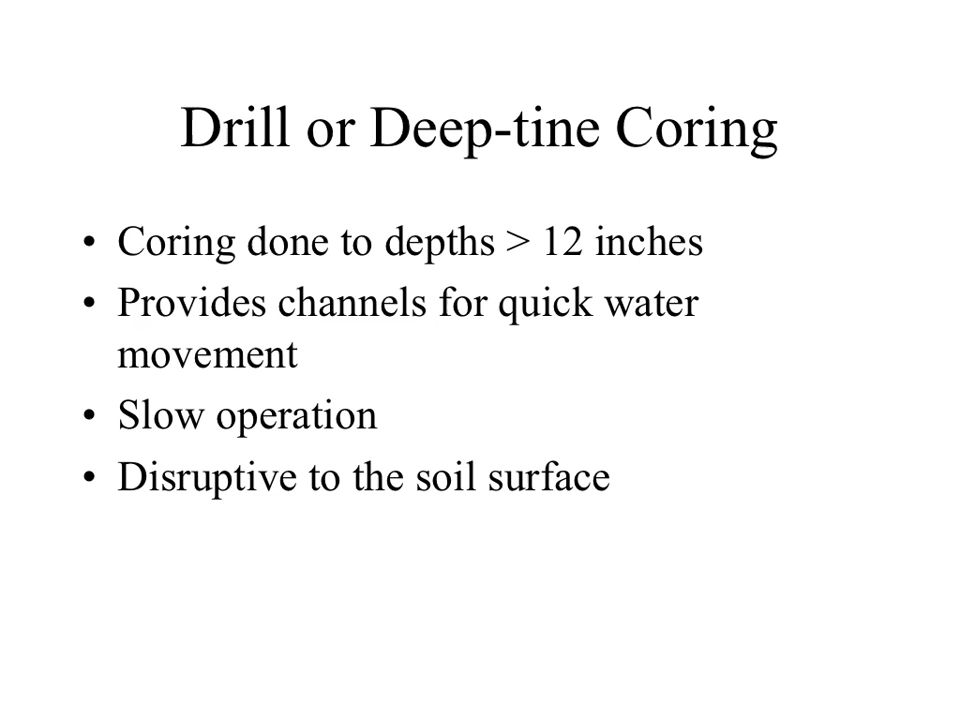 Drill or Deep-tine Coring
• Coring done to depths > 12 inches
• Provides channels for quick water
movement
• Slow operation
• Disruptive to the soil surface